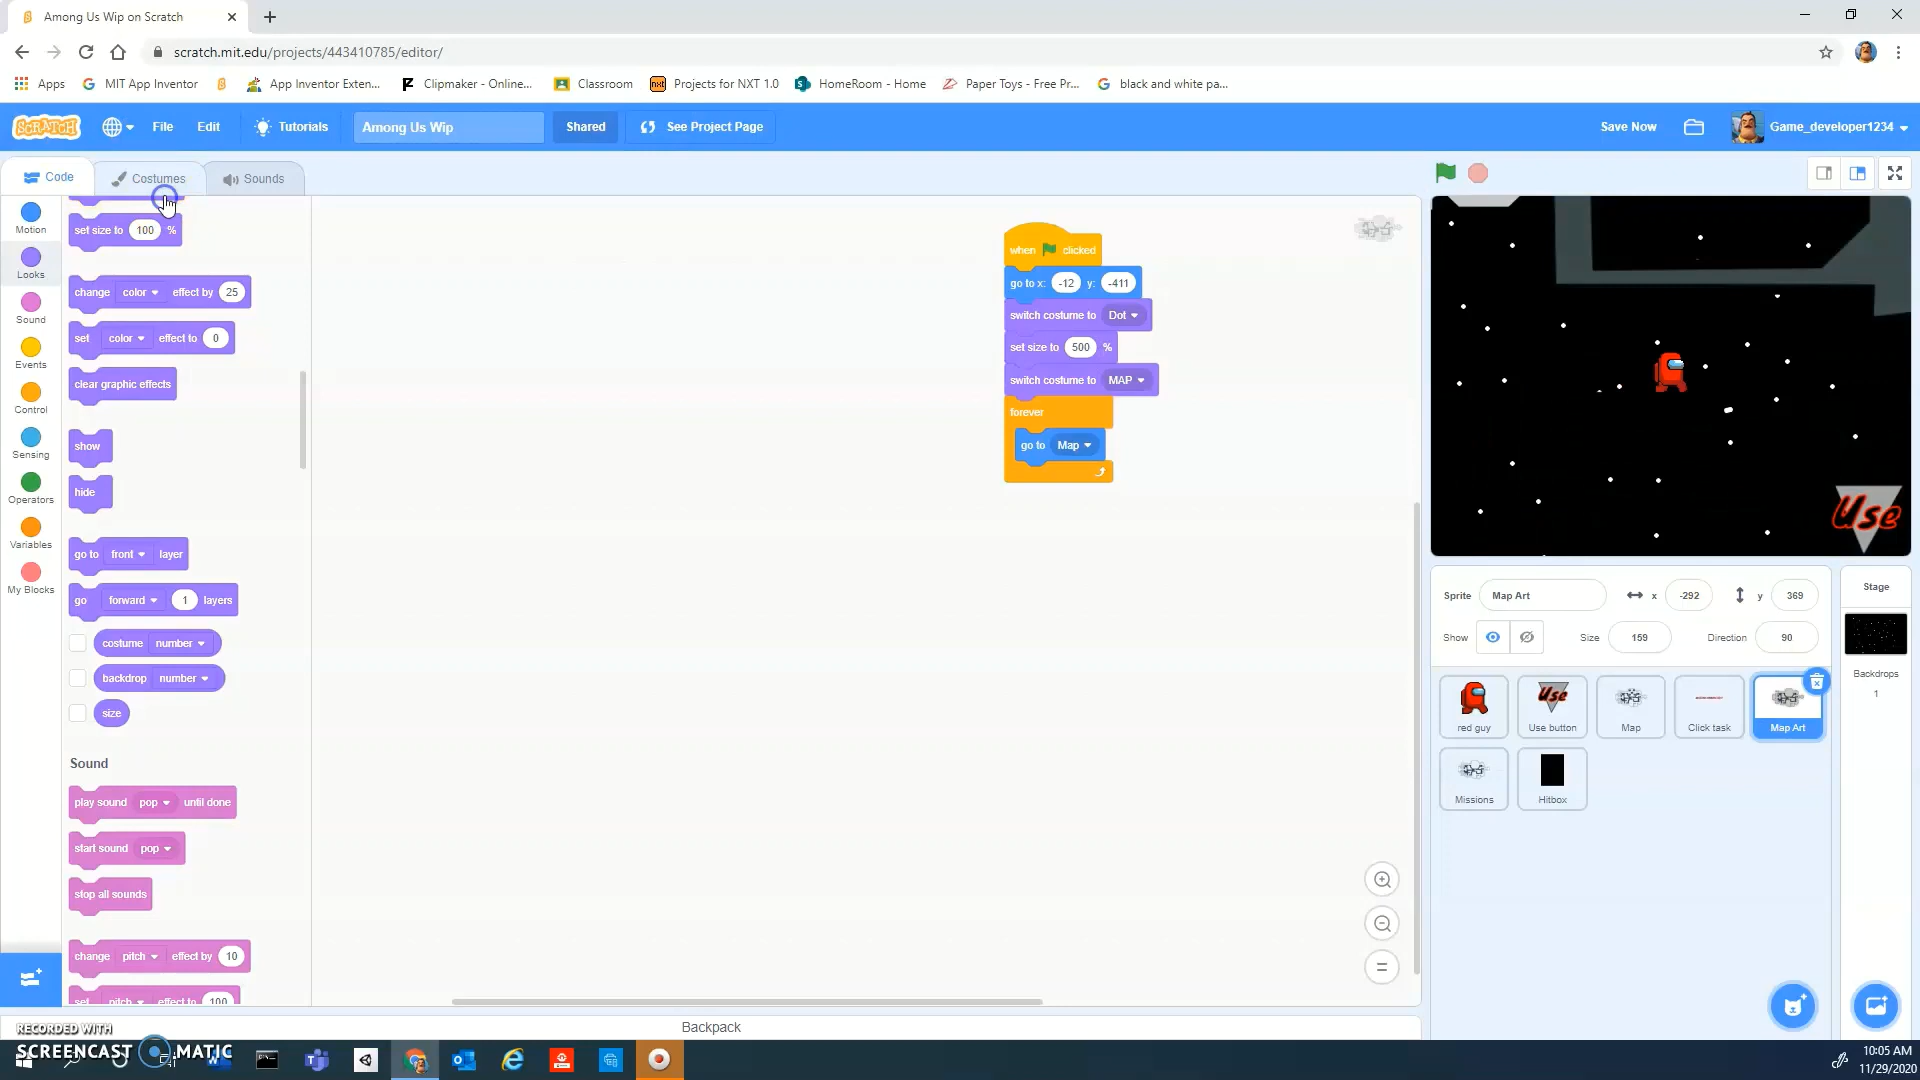 Among Us Wip on Scratch
scratch.mit.edu/projects/443410785/editor/
Apps MIT App Inventor App Inventor Exten... Clipmaker - Online... Classroom Projects for NXT 1.0 HomeRoom - Home Paper Toys - Free Pr... black and white pa...
SCRATCH File Edit Tutorials Among Us Wip Shared See Project Page Save Now Game_developer1234
Code Costumes Sounds
Motion
Looks
Sound
Events
Control
Sensing
Operators
Variables
My Blocks
set size to 100 %
change color effect by 25
set color effect to 0
clear graphic effects
show
hide
go to front layer
go forward 1 layers
costume number
backdrop number
size
Sound
play sound pop until done
start sound pop
stop all sounds
change pitch effect by 10
set pitch effect to 100
when clicked
go to x: -12 y: -411
switch costume to Dot
set size to 500 %
switch costume to MAP
forever
go to Map
Use
Sprite Map Art x -292 y 369
Show Size 159 Direction 90
Stage
Backdrops
1
red guy Use button Map Click task Map Art
Missions Hitbox
Backpack
RECORDED WITH
SCREENCAST MATIC
10:05 AM
11/29/2020